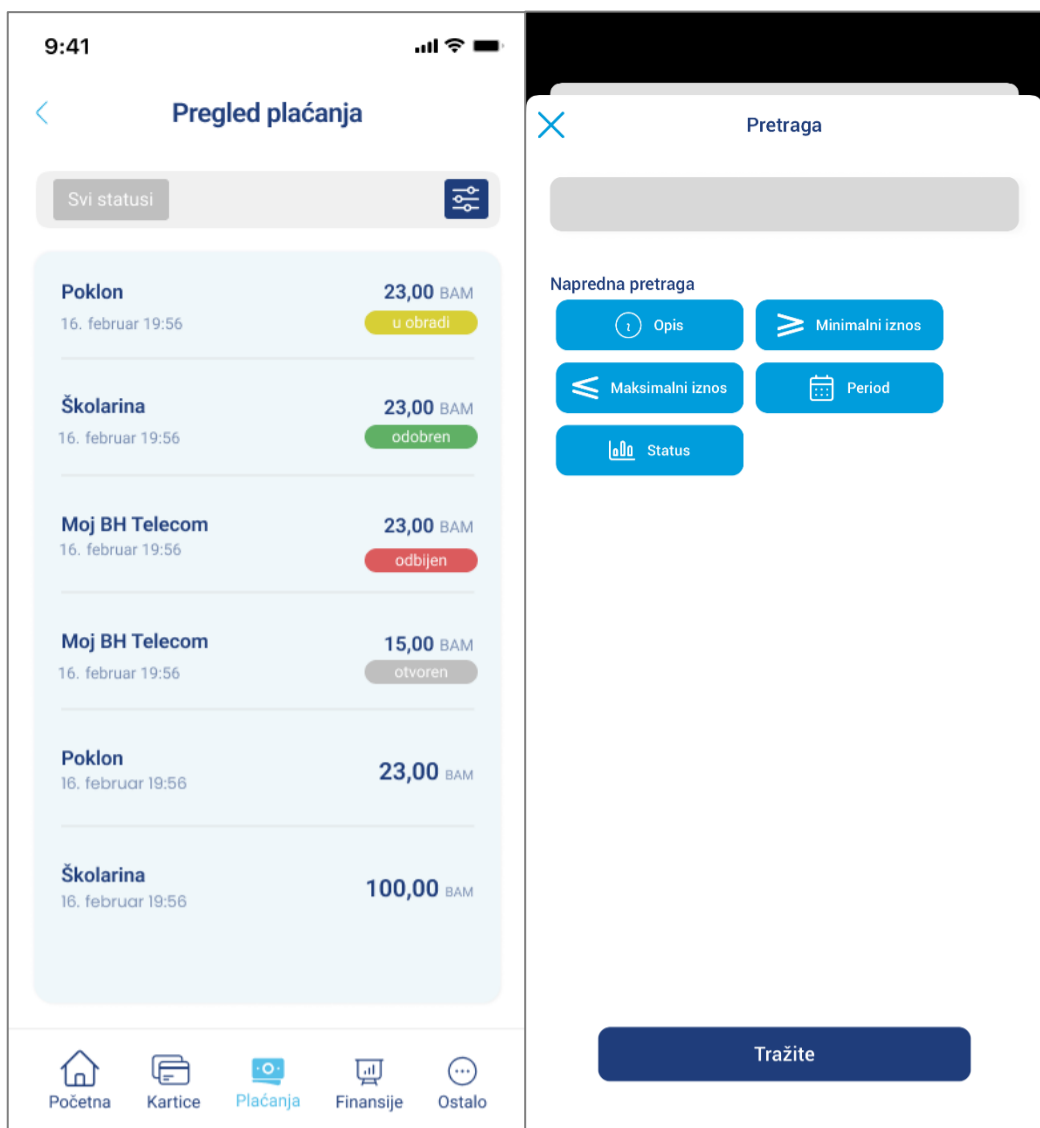 9:41
Pregled plaćanja
Svi statusi
Poklon 23,00 BAM
16. februar 19:56 u obradi
Školarina 23,00 BAM
16. februar 19:56 odobren
Moj BH Telecom 23,00 BAM
16. februar 19:56 odbijen
Moj BH Telecom 15,00 BAM
16. februar 19:56 otvoren
Poklon 23,00 BAM
16. februar 19:56
Školarina 100,00 BAM
16. februar 19:56
Početna Kartice Plaćanja Finansije Ostalo
Pretraga
Napredna pretraga
Opis Minimalni iznos
Maksimalni iznos Period
Status
Tražite